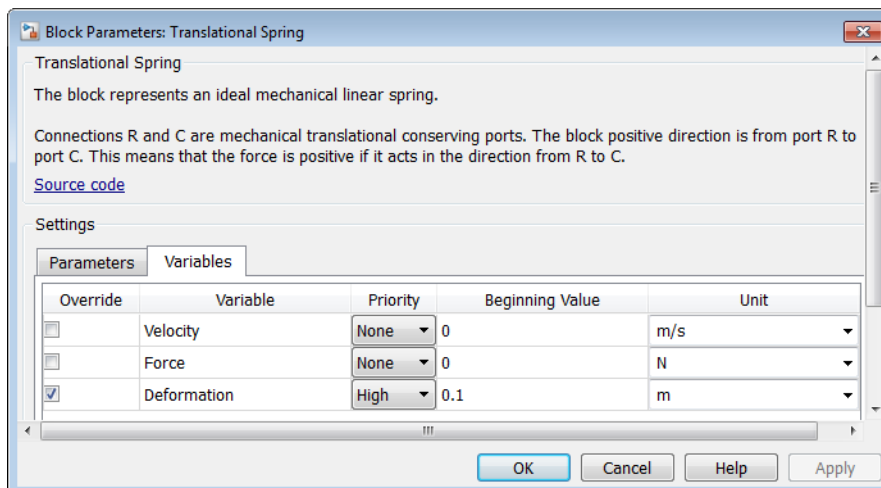 Block Parameters: Translational Spring
Translational Spring
The block represents an ideal mechanical linear spring.
Connections R and C are mechanical translational conserving ports. The block positive direction is from port R to
port C. This means that the force is positive if it acts in the direction from R to C.
Source code
Settings
Parameters Variables
Override Variable Priority Beginning Value Unit
Velocity None 0 m/s
Force None 0 N
Deformation High 0.1 m
OK Cancel Help Apply